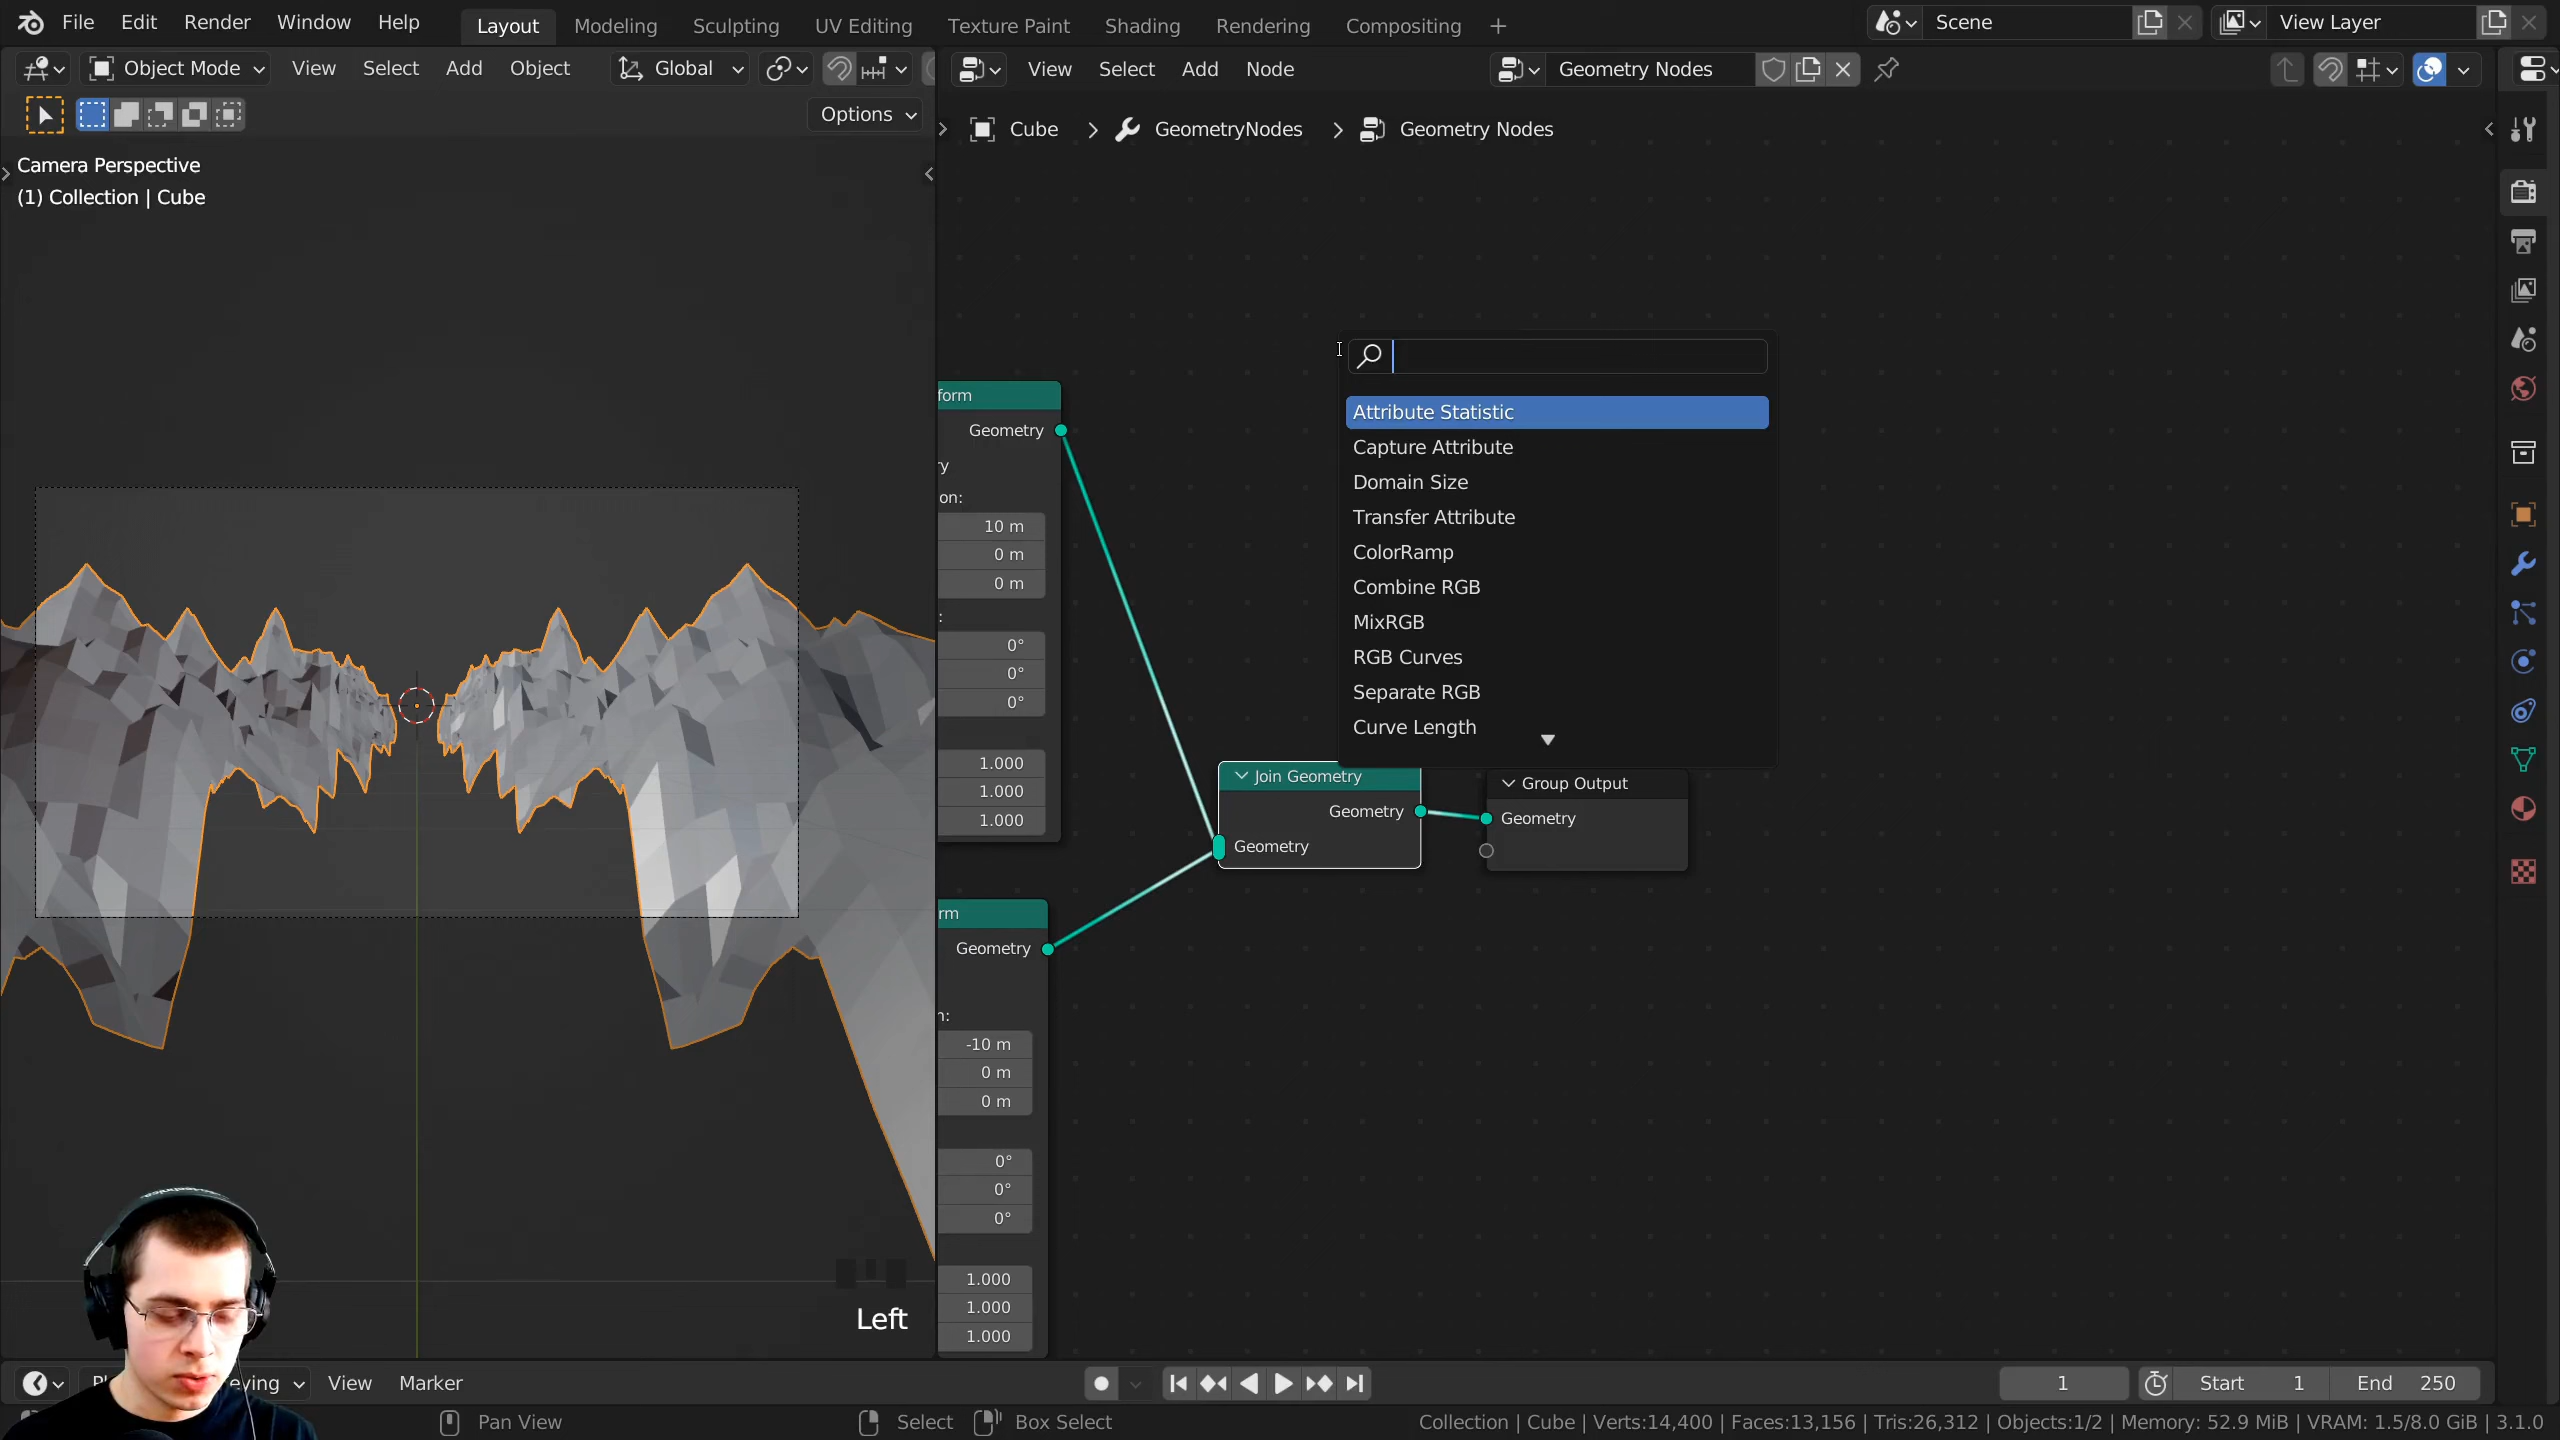 File Edit Render Window Help Layout Modeling Sculpting UV Editing Texture Paint Shading Rendering Compositing + Scene View Layer
Object Mode View Select Add Object Global View Select Add Node Geometry Nodes
Options
Cube > GeometryNodes > Geometry Nodes
Camera Perspective
(1) Collection | Cube
form
Geometry
ry
on:
10 m
0 m
0 m
:
0°
0°
0°
1.000
1.000
1.000
rm
Geometry
n:
-10 m
0 m
0 m
0°
0°
0°
1.000
1.000
1.000
Attribute Statistic
Capture Attribute
Domain Size
Transfer Attribute
ColorRamp
Combine RGB
MixRGB
RGB Curves
Separate RGB
Curve Length
Join Geometry
Geometry
Geometry
Group Output
Geometry
Left
eying View Marker 1 Start 1 End 250
Pan View Select Box Select Collection | Cube | Verts:14,400 | Faces:13,156 | Tris:26,312 | Objects:1/2 | Memory: 52.9 MiB | VRAM: 1.5/8.0 GiB | 3.1.0